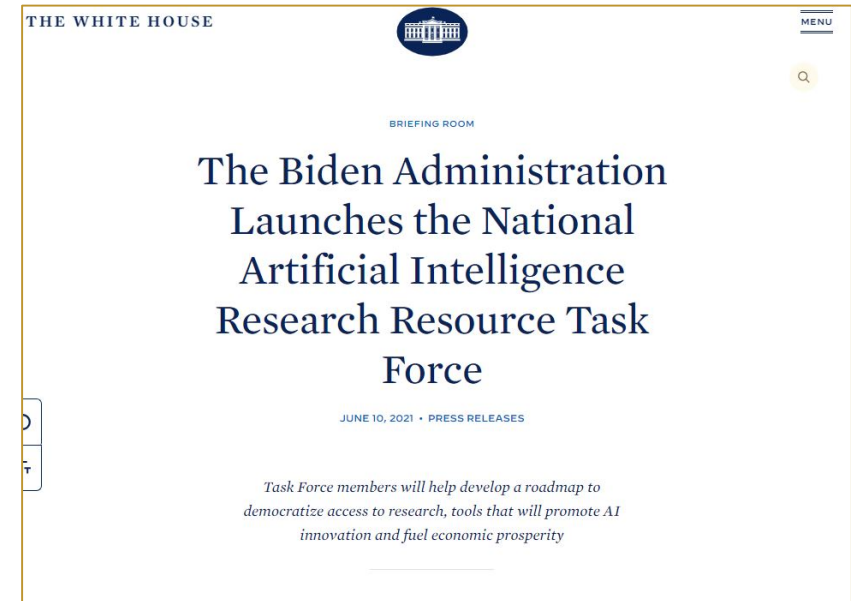 THE WHITE HOUSE
MENU
BRIEFING ROOM
The Biden Administration
Launches the National
Artificial Intelligence
Research Resource Task
Force
JUNE 10, 2021 • PRESS RELEASES
Task Force members will help develop a roadmap to
democratize access to research, tools that will promote AI
innovation and fuel economic prosperity